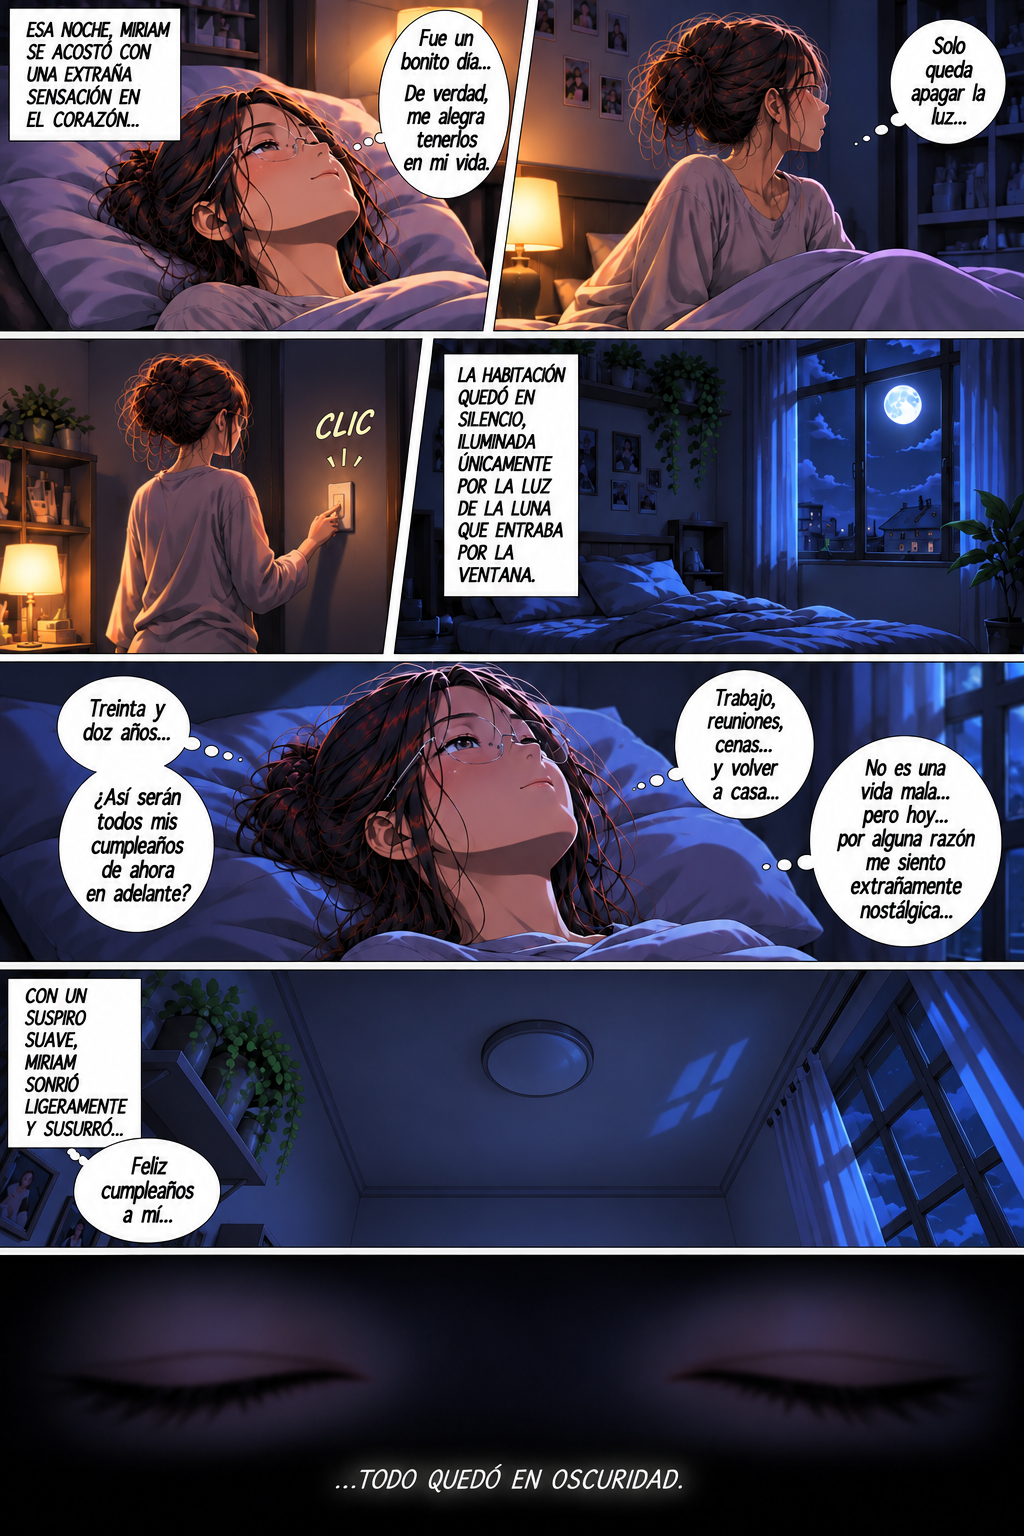 ESA NOCHE, MIRIAM
SE ACOSTÓ CON
UNA EXTRAÑA
SENSACIÓN EN
EL CORAZÓN...
Fue un
bonito día...
De verdad,
me alegra
tenerlos
en mi vida.
Solo
queda
apagar la
luz...
CLIC
LA HABITACIÓN
QUEDÓ EN
SILENCIO,
ILUMINADA
ÚNICAMENTE
POR LA LUZ
DE LA LUNA
QUE ENTRABA
POR LA
VENTANA.
Treinta y
doz años...
¿Así serán
todos mis
cumpleaños
de ahora
en adelante?
Trabajo,
reuniones,
cenas...
y volver
a casa...
No es una
vida mala...
pero hoy...
por alguna razón
me siento
extrañamente
nostálgica...
CON UN
SUSPIRO
SUAVE,
MIRIAM
SONRIÓ
LIGERAMENTE
Y SUSURRÓ...
Feliz
cumpleaños
a mí...
...TODO QUEDÓ EN OSCURIDAD.